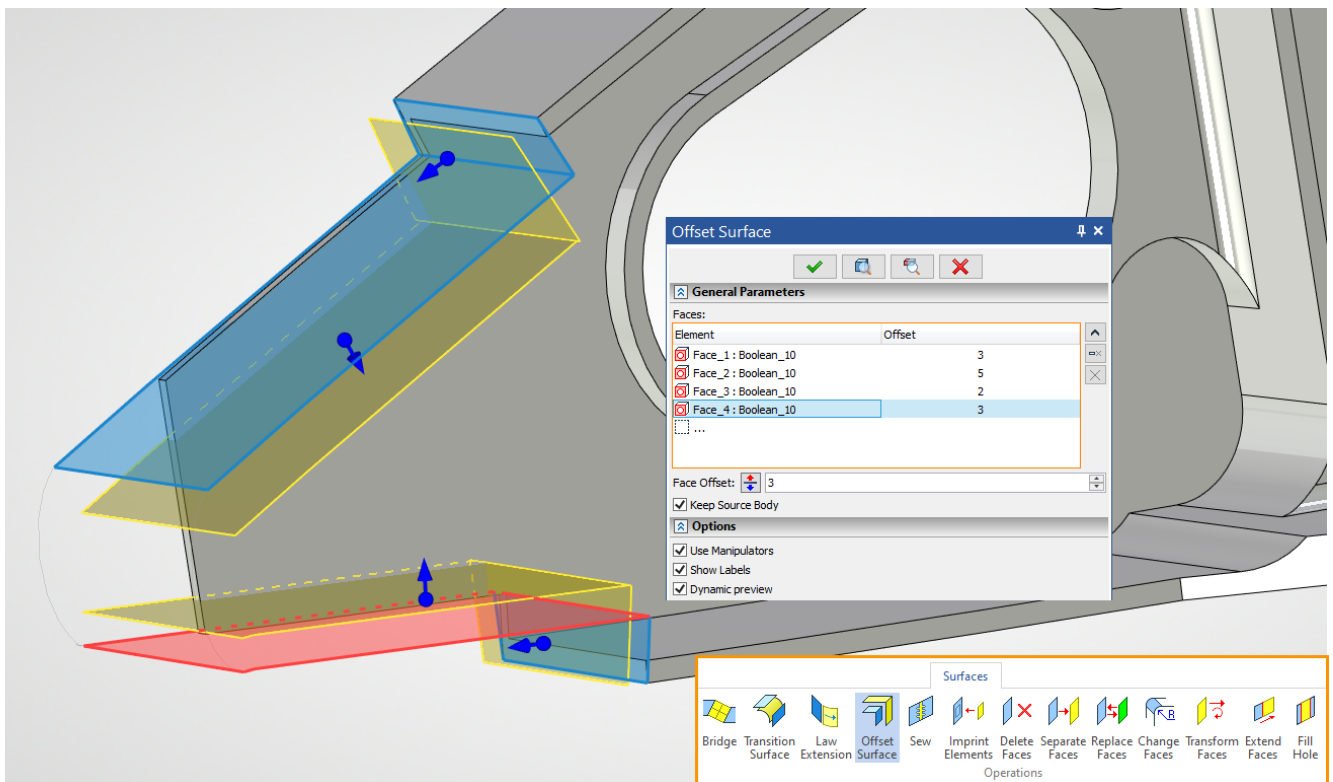 Offset Surface
General Parameters
Faces:
Element Offset
Face_1 : Boolean_10 3
Face_2 : Boolean_10 5
Face_3 : Boolean_10 2
Face_4 : Boolean_10 3
...
Face Offset: 3
Keep Source Body
Options
Use Manipulators
Show Labels
Dynamic preview
Surfaces
R
Bridge Transition Law Offset Sew Imprint Delete Separate Replace Change Transform Extend Fill
Surface Extension Surface Elements Faces Faces Faces Faces Faces Faces Hole
Operations